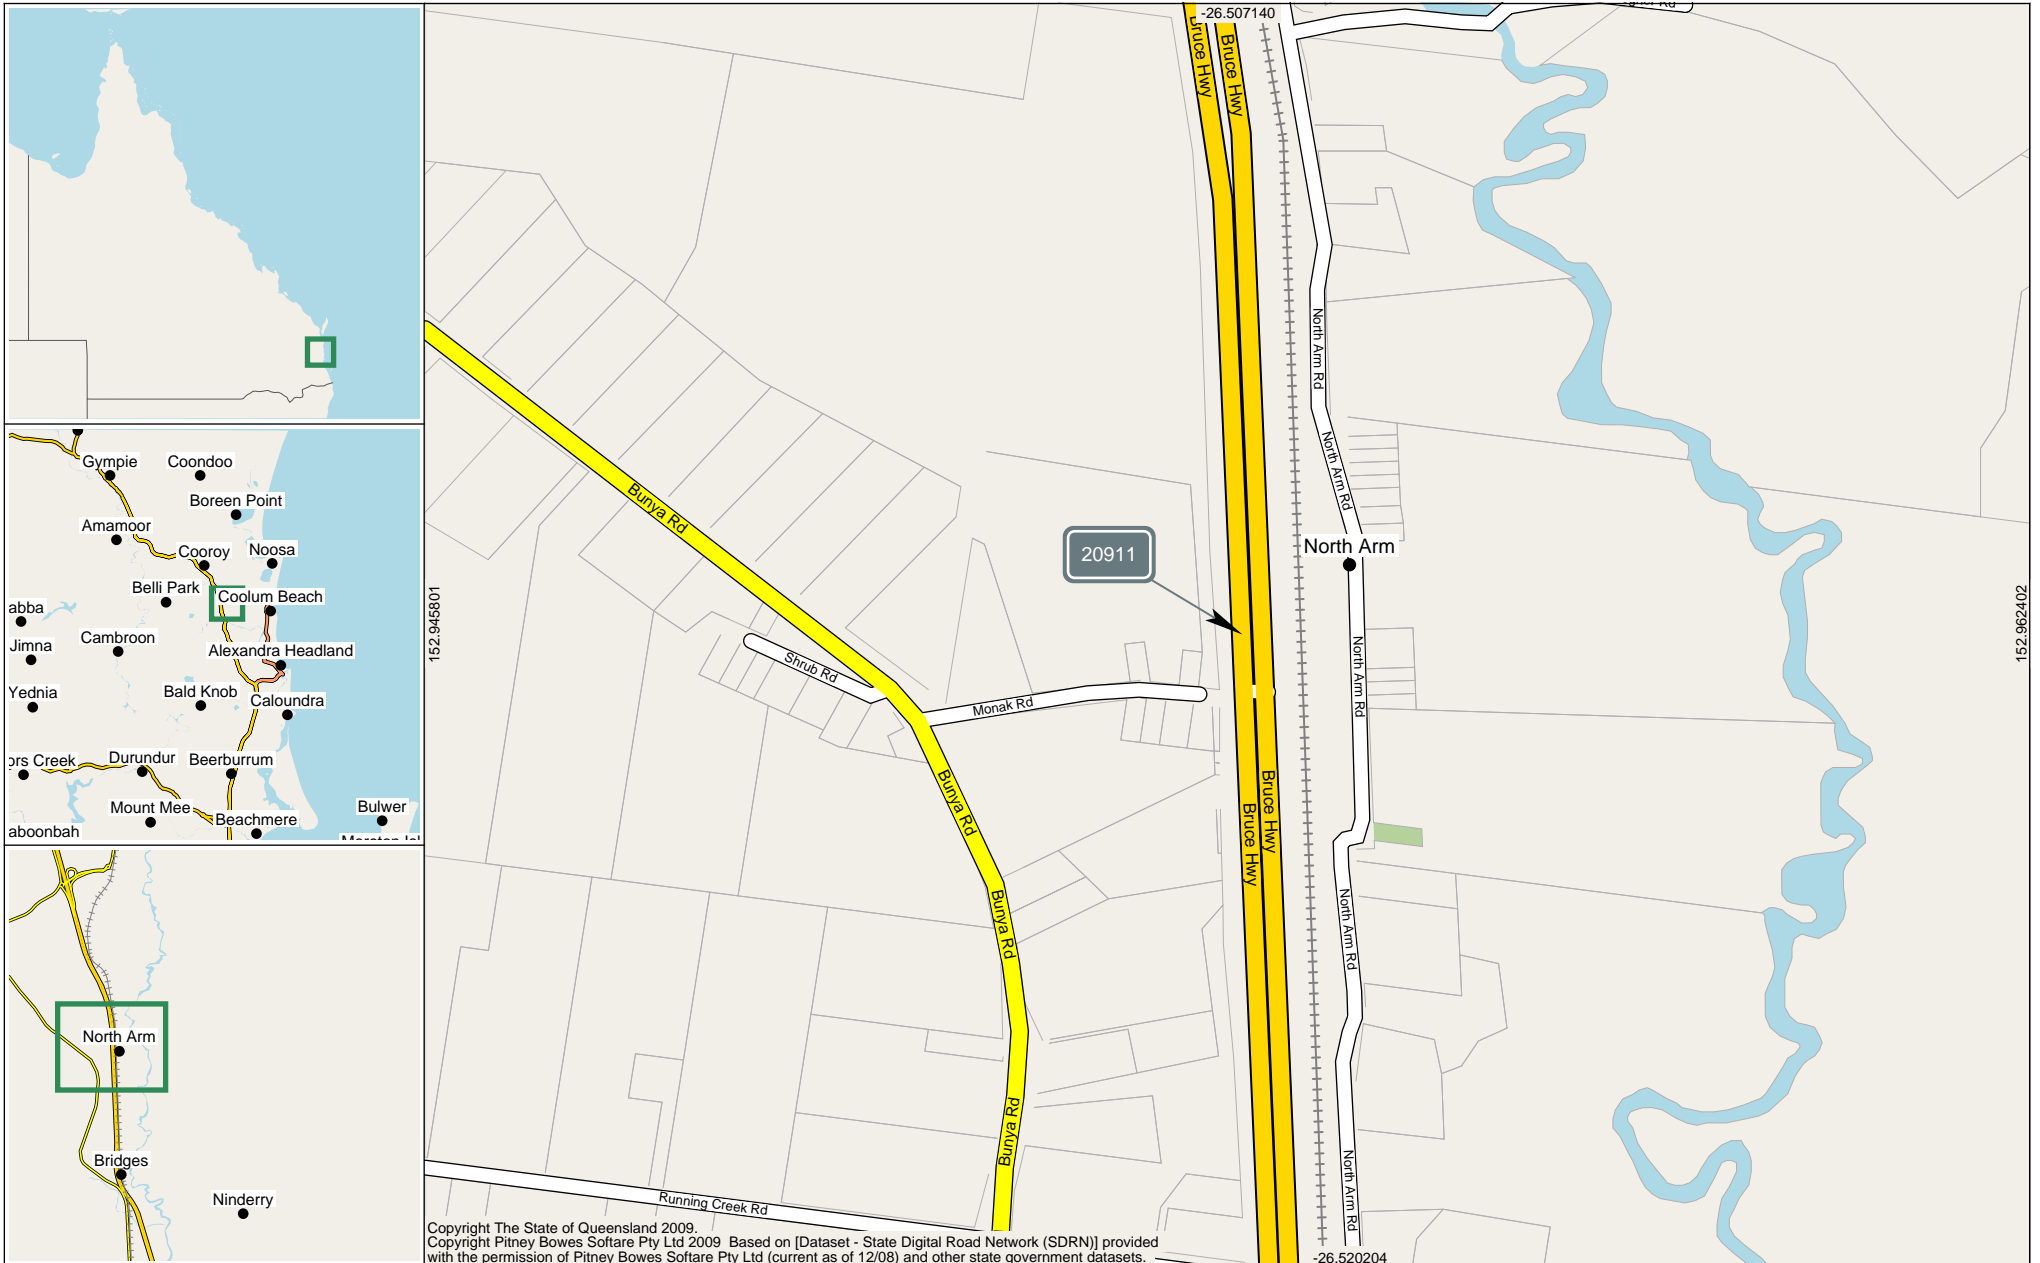 -26.507140
Bruce Hwy
Bruce Hwy
North Arm Rd
North Arm Rd
North Arm
20911
Bunya Rd
152.945801
152.962402
North Arm Rd
Shrub Rd
Monak Rd
Bunya Rd
Bruce Hwy
Bruce Hwy
Bunya Rd
North Arm Rd
Bunya Rd
North Arm Rd
Running Creek Rd
-26.520204
Copyright The State of Queensland 2009.
Copyright Pitney Bowes Softare Pty Ltd 2009 Based on [Dataset - State Digital Road Network (SDRN)] provided
with the permission of Pitney Bowes Softare Pty Ltd (current as of 12/08) and other state government datasets.
Gympie
Coondoo
Boreen Point
Amamoor
Cooroy
Noosa
Belli Park
Coolum Beach
abba
Cambroon
Jimna
Alexandra Headland
Yednia
Bald Knob
Caloundra
ors Creek
Durundur
Beerburrum
Mount Mee
Bulwer
Beachmere
aboonbah
North Arm
Bridges
Ninderry